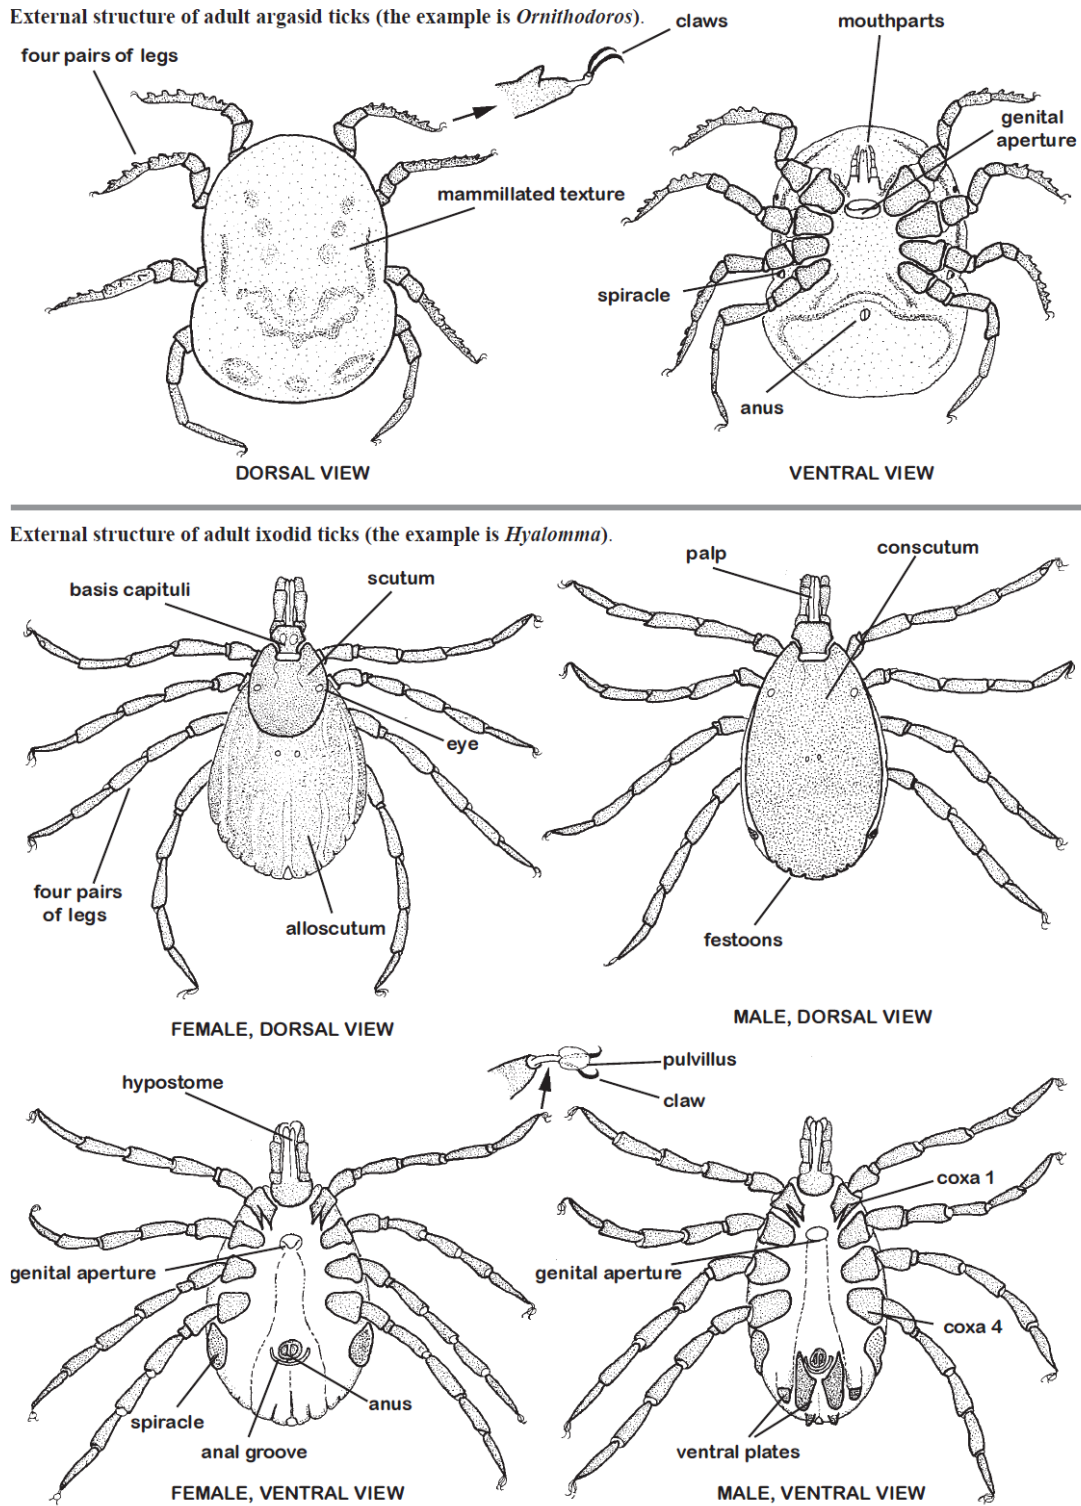 External structure of adult argasid ticks (the example is Ornithodoros).
claws
mouthparts
four pairs of legs
genital
aperture
mammillated texture
spiracle
anus
DORSAL VIEW
VENTRAL VIEW
External structure of adult ixodid ticks (the example is Hyalomma).
basis capituli
scutum
palp
conscutum
eye
four pairs
of legs
alloscutum
festoons
FEMALE, DORSAL VIEW
MALE, DORSAL VIEW
hypostome
pulvillus
claw
coxa 1
genital aperture
genital aperture
coxa 4
anus
spiracle
anal groove
ventral plates
FEMALE, VENTRAL VIEW
MALE, VENTRAL VIEW